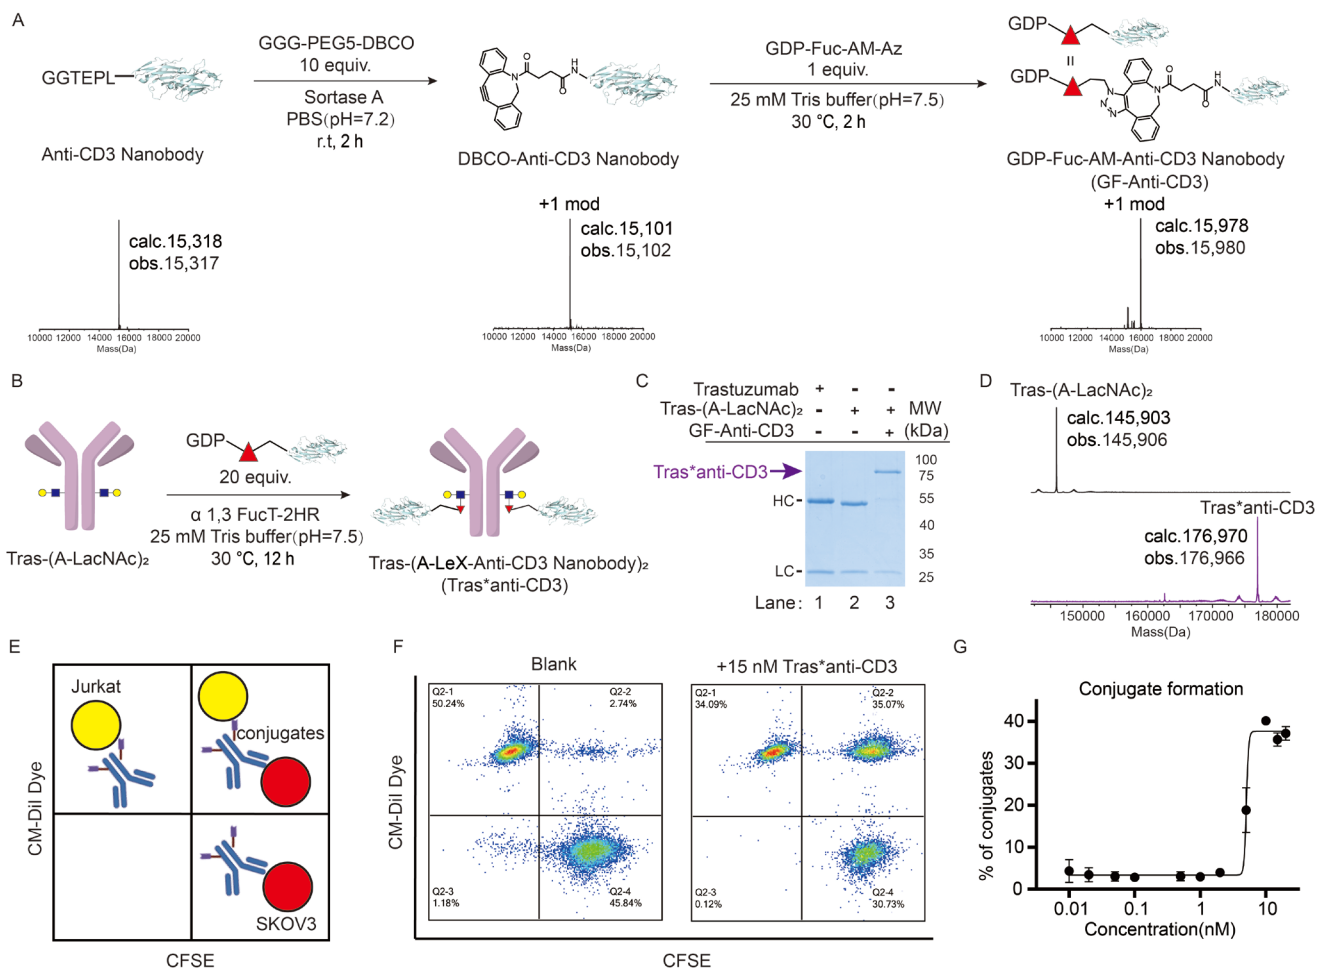 A
GGTEPL
Anti-CD3 Nanobody
GGG-PEG5-DBCO
10 equiv.
Sortase A
PBS(pH=7.2)
r.t, 2 h
N
O
O
H
N
DBCO-Anti-CD3 Nanobody
GDP-Fuc-AM-Az
1 equiv.
25 mM Tris buffer(pH=7.5)
30 °C, 2 h
GDP
=
GDP
N
N
N
N
O
O
H
N
GDP-Fuc-AM-Anti-CD3 Nanobody
(GF-Anti-CD3)
calc.15,318
obs.15,317
10000 12000 14000 16000 18000 20000
Mass(Da)
+1 mod
calc.15,101
obs.15,102
10000 12000 14000 16000 18000 20000
Mass(Da)
+1 mod
calc.15,978
obs.15,980
10000 12000 14000 16000 18000 20000
Mass(Da)
B
Tras-(A-LacNAc)₂
GDP
20 equiv.
α 1,3 FucT-2HR
25 mM Tris buffer(pH=7.5)
30 °C, 12 h
Tras-(A-LeX-Anti-CD3 Nanobody)₂
(Tras*anti-CD3)
C
Trastuzumab + - -
Tras-(A-LacNAc)₂ - + + MW
GF-Anti-CD3 - - + (kDa)
Tras*anti-CD3
HC-
LC-
100
75
55
40
35
25
Lane: 1 2 3
D
Tras-(A-LacNAc)₂
calc.145,903
obs.145,906
Tras*anti-CD3
calc.176,970
obs.176,966
150000 160000 170000 180000
Mass(Da)
E
CM-Dil Dye
Jurkat
conjugates
SKOV3
CFSE
F
Blank
+15 nM Tras*anti-CD3
CM-Dil Dye
Q2-1
50.24%
Q2-2
2.74%
Q2-3
1.18%
Q2-4
45.84%
Q2-1
34.09%
Q2-2
35.07%
Q2-3
0.12%
Q2-4
30.73%
CFSE
G
Conjugate formation
% of conjugates
40
30
20
10
0
0.01 0.1 1 10
Concentration(nM)